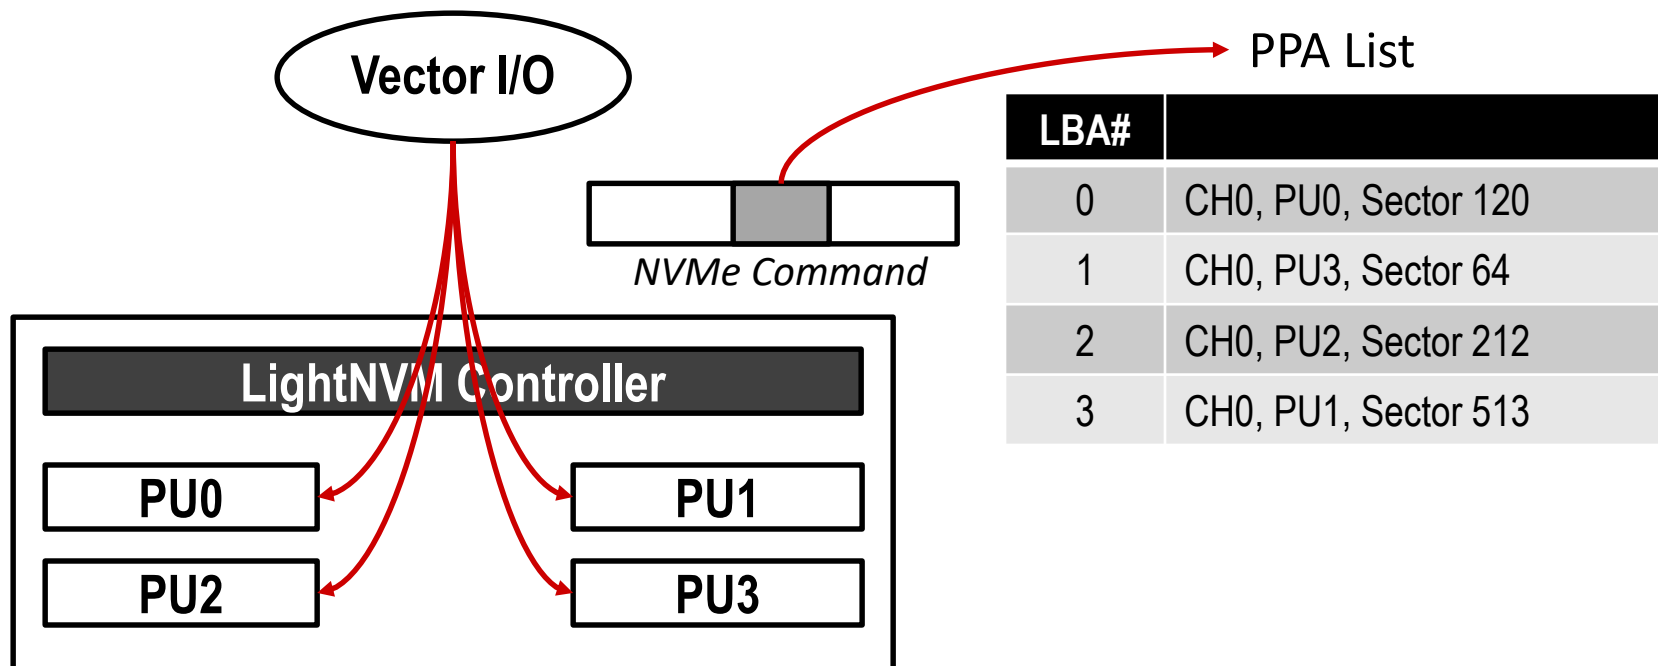 Vector I/O
PPA List
NVMe Command
LBA#
0 CH0, PU0, Sector 120
1 CH0, PU3, Sector 64
2 CH0, PU2, Sector 212
3 CH0, PU1, Sector 513
LightNVM Controller
PU0 PU1
PU2 PU3